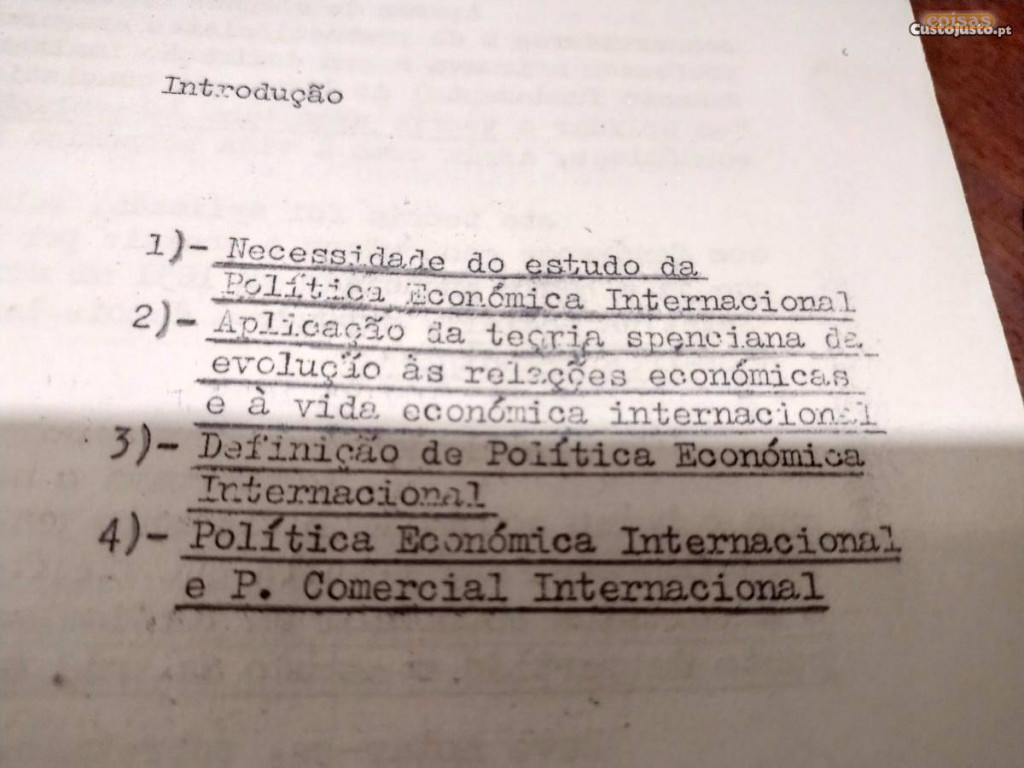 coisas
Custojusto.pt
Introdução
1)- Necessidade do estudo da
Política Económica Internacional
2)- Aplicação da teoria spenciana da
evolução às relações económicas
e à vida económica internacional
3)- Definição de Política Económica
Internacional
4)- Política Económica Internacional
e P. Comercial Internacional